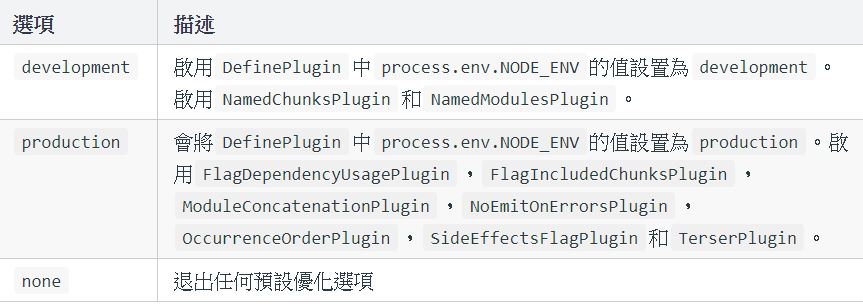 選項 描述
development 啟用 DefinePlugin 中 process.env.NODE_ENV 的值設置為 development 。
啟用 NamedChunksPlugin 和 NamedModulesPlugin 。
production 會將 DefinePlugin 中 process.env.NODE_ENV 的值設置為 production 。啟
用 FlagDependencyUsagePlugin ， FlagIncludedChunksPlugin ，
ModuleConcatenationPlugin ， NoEmitOnErrorsPlugin ，
OccurrenceOrderPlugin ， SideEffectsFlagPlugin 和 TerserPlugin 。
none 退出任何預設優化選項